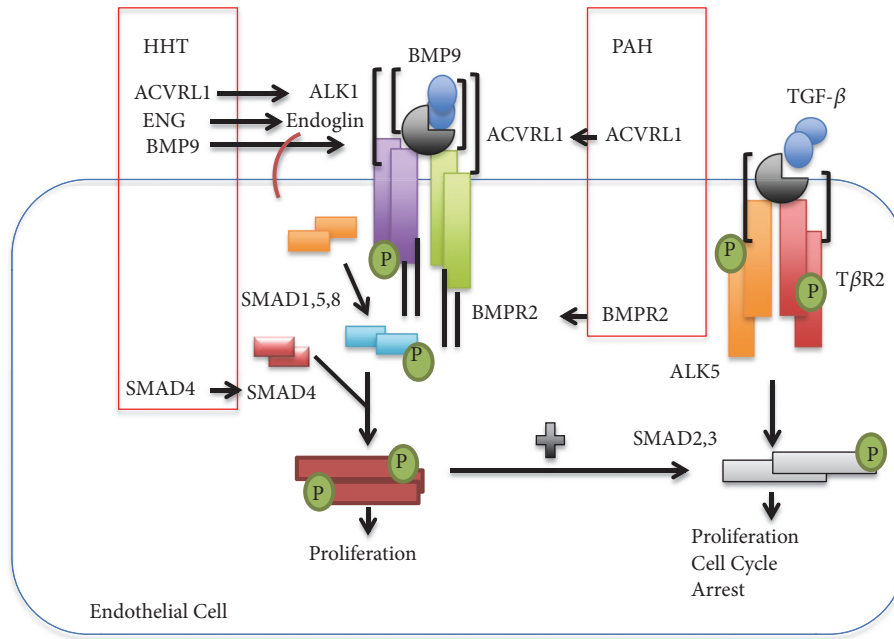 HHT
BMP9
PAH
TGF-β
ACVRL1
ALK1
ENG
Endoglin
BMP9
ACVRL1
ACVRL1
P
P
TβR2
P
SMAD1,5,8
BMPR2
BMPR2
P
ALK5
SMAD4
SMAD4
SMAD2,3
P
P
P
Proliferation
Proliferation
Cell Cycle
Arrest
Endothelial Cell